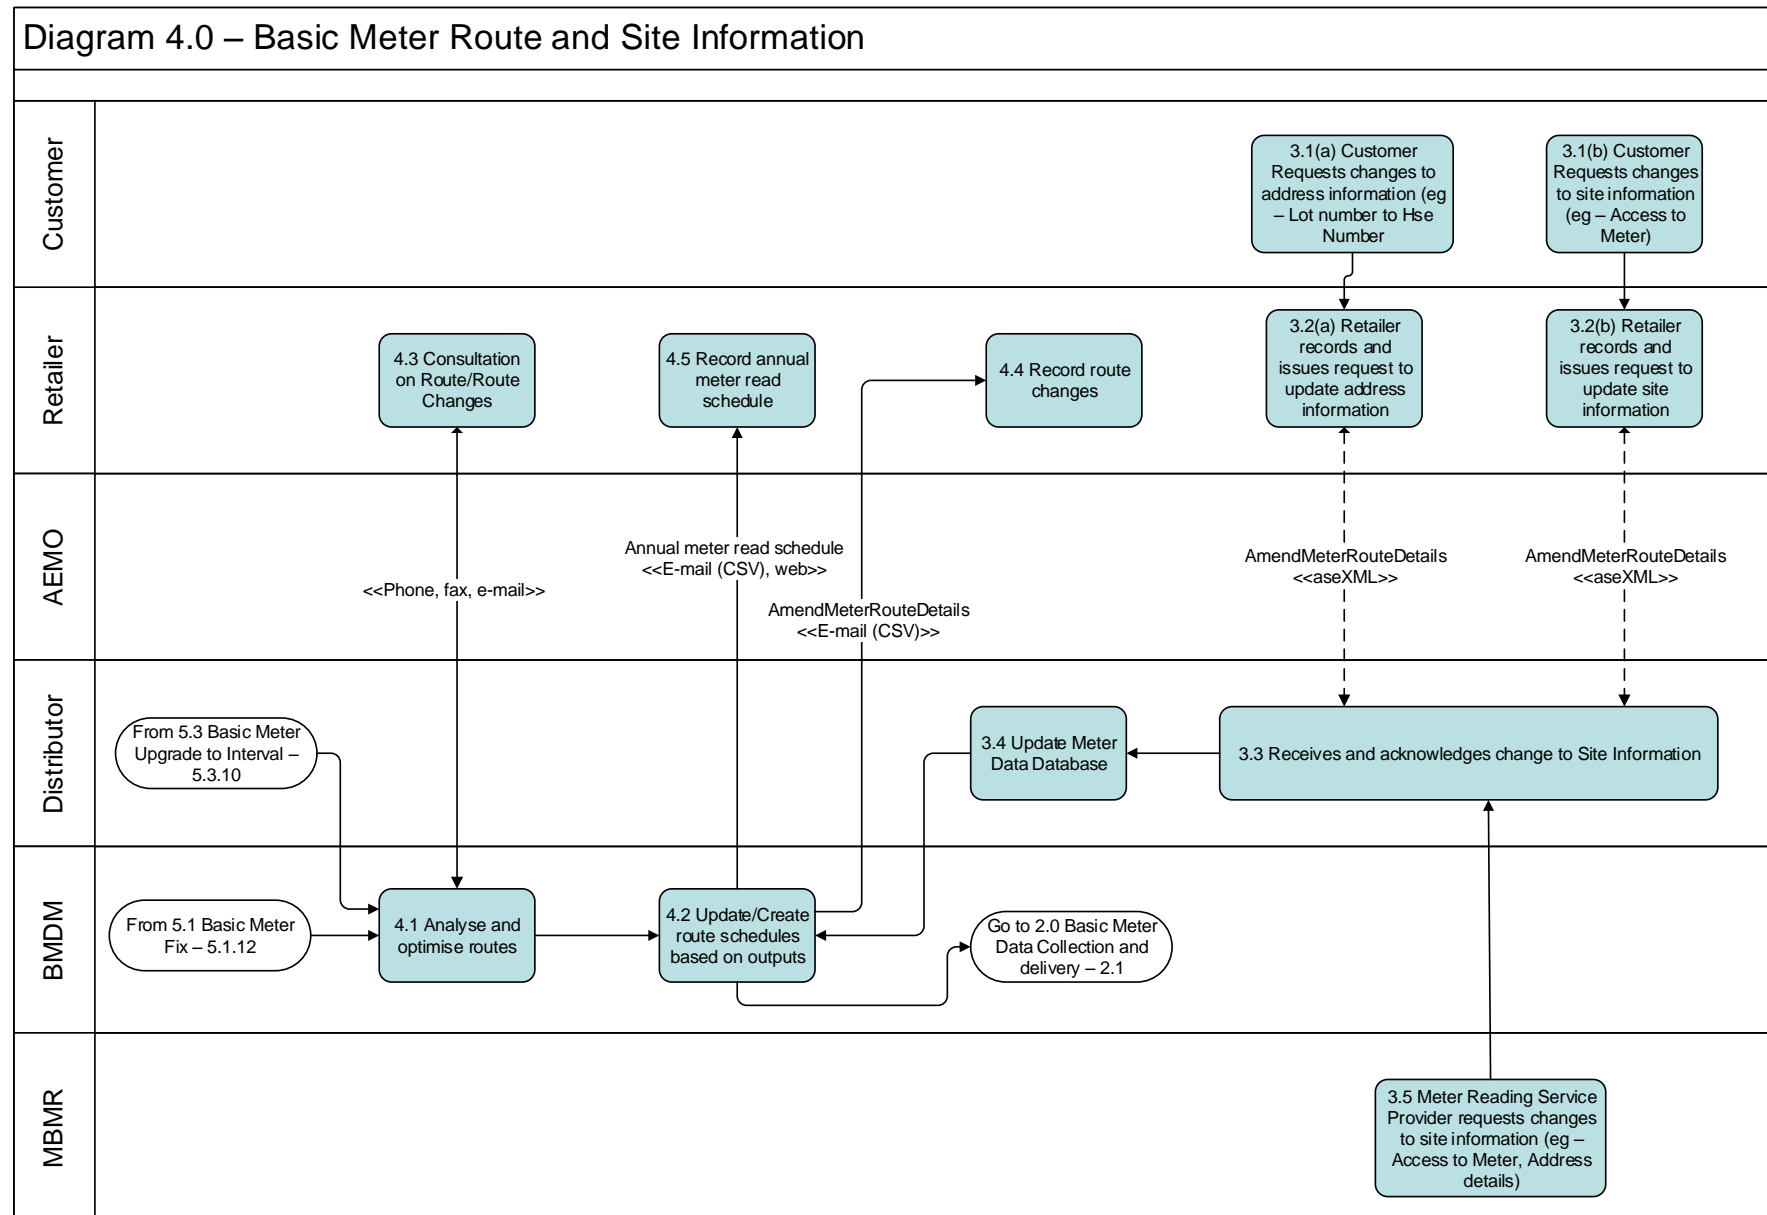 Diagram 4.0 – Basic Meter Route and Site Information
Customer
3.1(a) Customer
Requests changes to
address information (eg
– Lot number to Hse
Number
3.1(b) Customer
Requests changes
to site information
(eg – Access to
Meter)
Retailer
4.3 Consultation
on Route/Route
Changes
4.5 Record annual
meter read
schedule
4.4 Record route
changes
3.2(a) Retailer
records and
issues request to
update address
information
3.2(b) Retailer
records and
issues request to
update site
information
AEMO
<<Phone, fax, e-mail>>
Annual meter read schedule
<<E-mail (CSV), web>>
AmendMeterRouteDetails
<<E-mail (CSV)>>
AmendMeterRouteDetails
<<aseXML>>
AmendMeterRouteDetails
<<aseXML>>
Distributor
From 5.3 Basic Meter
Upgrade to Interval –
5.3.10
3.4 Update Meter
Data Database
3.3 Receives and acknowledges change to Site Information
BMDM
From 5.1 Basic Meter
Fix – 5.1.12
4.1 Analyse and
optimise routes
4.2 Update/Create
route schedules
based on outputs
Go to 2.0 Basic Meter
Data Collection and
delivery – 2.1
MBMR
3.5 Meter Reading Service
Provider requests changes
to site information (eg –
Access to Meter, Address
details)